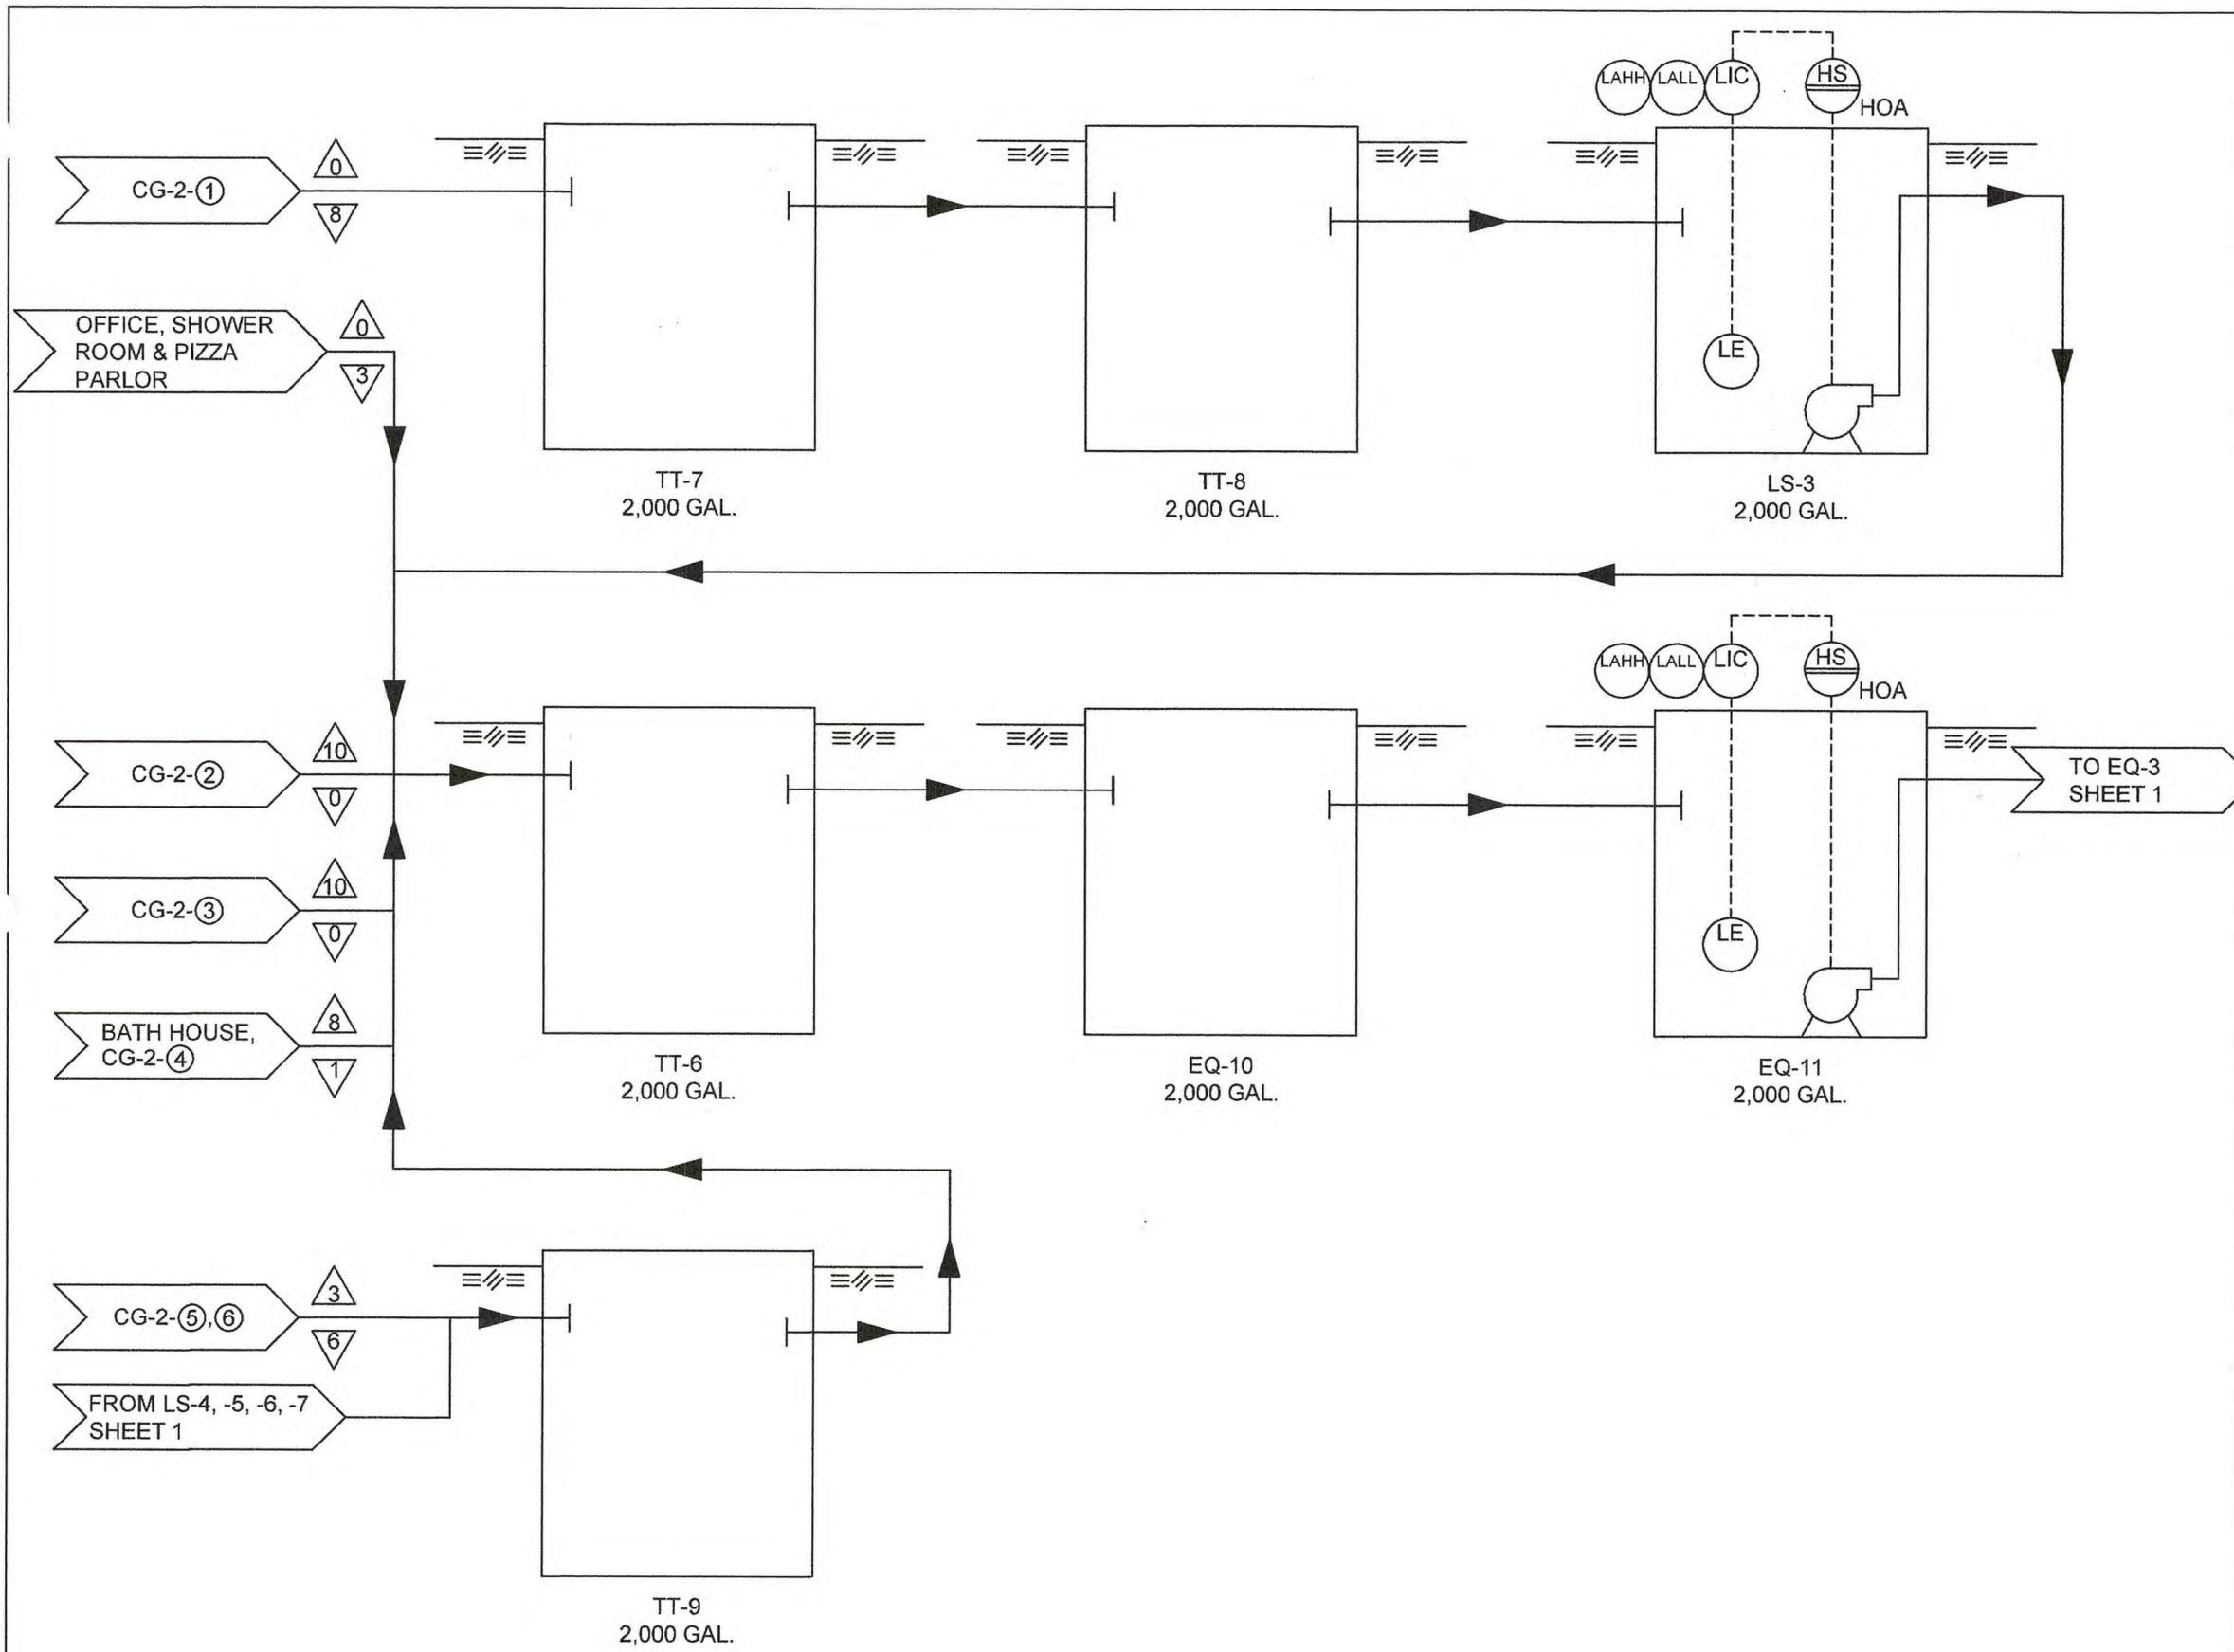 LAHH LALL LIC HS
HOA
0
CG-2-①
8
OFFICE, SHOWER
ROOM & PIZZA
PARLOR
0
3
LE
TT-7
2,000 GAL.
TT-8
2,000 GAL.
LS-3
2,000 GAL.
LAHH LALL LIC HS
HOA
10
CG-2-②
0
TO EQ-3
SHEET 1
10
CG-2-③
0
LE
8
BATH HOUSE,
CG-2-④
1
TT-6
2,000 GAL.
EQ-10
2,000 GAL.
EQ-11
2,000 GAL.
3
CG-2-⑤,⑥
6
FROM LS-4, -5, -6, -7
SHEET 1
TT-9
2,000 GAL.